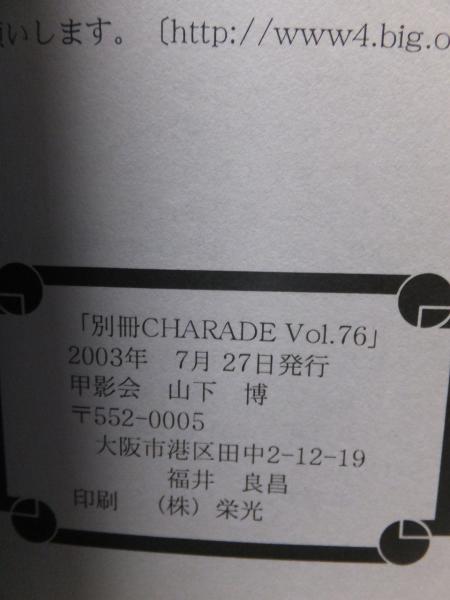 願いします。〔http://www4.big.o
「別冊CHARADE Vol.76」
2003年 7月 27日発行
甲影会 山下 博
〒552-0005
大阪市港区田中2-12-19
福井 良昌
印刷 (株) 栄光